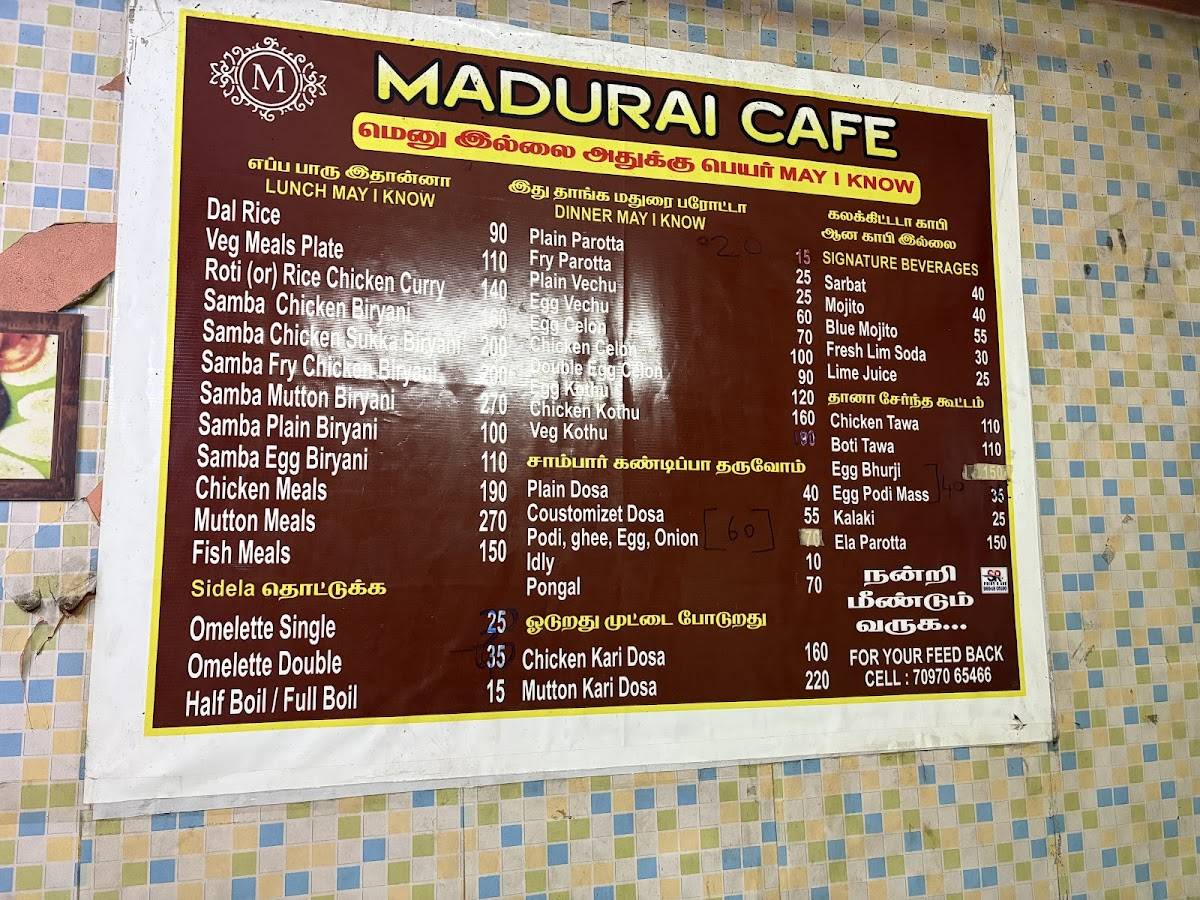 M
MADURAI CAFE
மெனு இல்லை அதுக்கு பெயர் MAY I KNOW
எப்ப பாரு இதான்னா
LUNCH MAY I KNOW
Dal Rice 90
Veg Meals Plate 110
Roti (or) Rice Chicken Curry 140
Samba Chicken Biryani
Samba Chicken Sukka Biryani 200
Samba Fry Chicken Biryani 200
Samba Mutton Biryani 270
Samba Plain Biryani 100
Samba Egg Biryani 110
Chicken Meals 190
Mutton Meals 270
Fish Meals 150
Sidela தொட்டுக்க
Omelette Single 25
Omelette Double 35
Half Boil / Full Boil 15
இது தாங்க மதுரை பரோட்டா
DINNER MAY I KNOW
Plain Parotta 20 15
Fry Parotta 25
Plain Vechu 25
Egg Vechu 60
Egg Celon 70
Chicken Celon 100
Double Egg Celon 90
Egg Kothu 120
Chicken Kothu 160
Veg Kothu 90
சாம்பார் கண்டிப்பா தருவோம்
Plain Dosa 40
Coustomizet Dosa 55
Podi, ghee, Egg, Onion [60] 70
Idly 10
Pongal 70
ஓடுறது முட்டை போடுறது
Chicken Kari Dosa 160
Mutton Kari Dosa 220
கலக்கிட்டா காபி
ஆன காபி இல்லை
SIGNATURE BEVERAGES
Sarbat 40
Mojito 40
Blue Mojito 55
Fresh Lim Soda 30
Lime Juice 25
தானா சேர்ந்த கூட்டம்
Chicken Tawa 110
Boti Tawa 110
Egg Bhurji 150
Egg Podi Mass ]40 35
Kalaki 25
Ela Parotta 150
நன்றி
மீண்டும்
வருக...
SR
FOR YOUR FEED BACK
CELL : 70970 65466